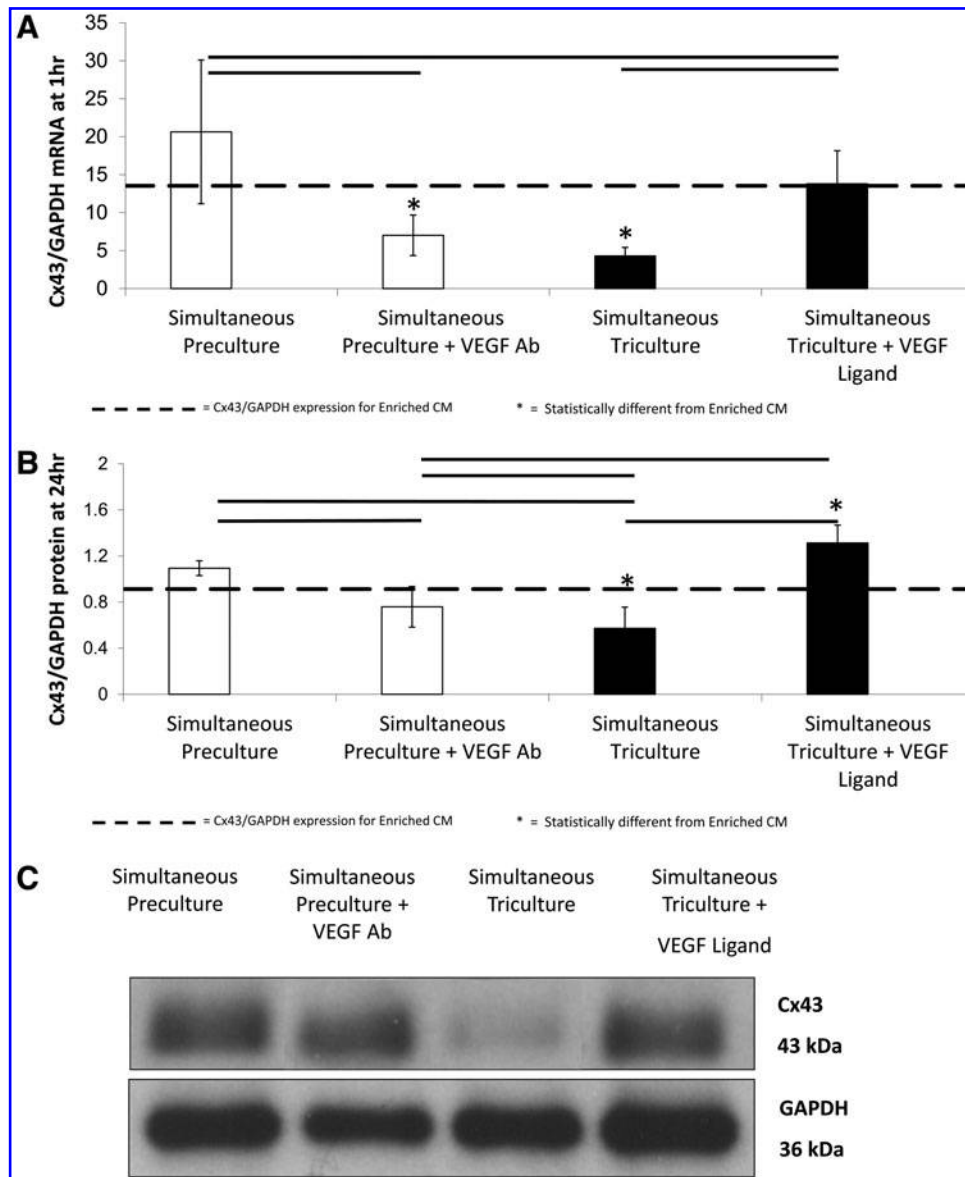 A
Cx43/GAPDH mRNA at 1hr
35
30
25
20
15
10
5
0
*
*
Simultaneous
Preculture
Simultaneous
Preculture + VEGF Ab
Simultaneous
Triculture
Simultaneous
Triculture + VEGF
Ligand
= Cx43/GAPDH expression for Enriched CM
* = Statistically different from Enriched CM
B
Cx43/GAPDH protein at 24hr
2
1.6
1.2
0.8
0.4
0
*
*
Simultaneous
Preculture
Simultaneous
Preculture + VEGF Ab
Simultaneous
Triculture
Simultaneous
Triculture + VEGF
Ligand
= Cx43/GAPDH expression for Enriched CM
* = Statistically different from Enriched CM
C
Simultaneous
Preculture
Simultaneous
Preculture +
VEGF Ab
Simultaneous
Triculture
Simultaneous
Triculture +
VEGF Ligand
Cx43
43 kDa
GAPDH
36 kDa